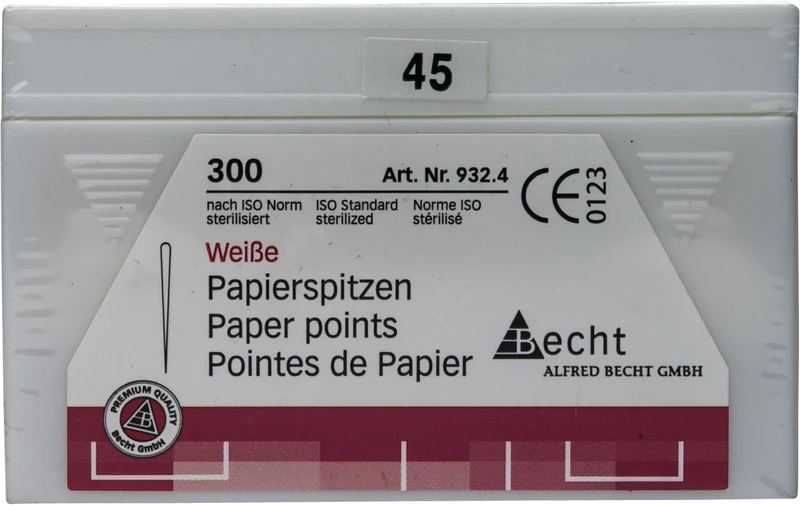 45
300 Art. Nr. 932.4
CE 0123
nach ISO Norm ISO Standard Norme ISO
sterilisiert sterilized stérilisé
Weiße
Papierspitzen
Paper points
Pointes de Papier
Becht
ALFRED BECHT GMBH
PREMIUM QUALITY
B
Becht GmbH